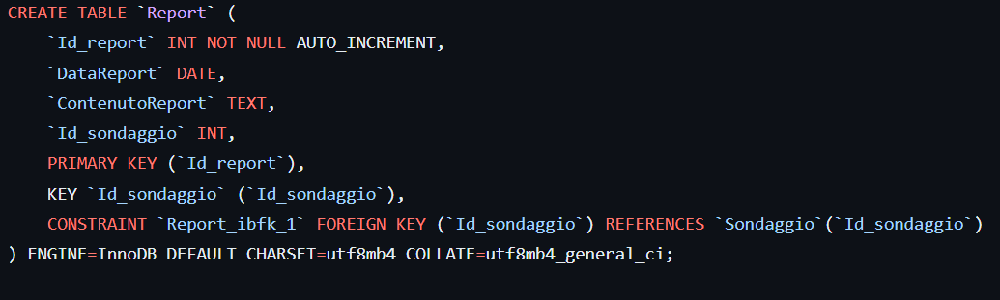 CREATE TABLE `Report` (
    `Id_report` INT NOT NULL AUTO_INCREMENT,
    `DataReport` DATE,
    `ContenutoReport` TEXT,
    `Id_sondaggio` INT,
    PRIMARY KEY (`Id_report`),
    KEY `Id_sondaggio` (`Id_sondaggio`),
    CONSTRAINT `Report_ibfk_1` FOREIGN KEY (`Id_sondaggio`) REFERENCES `Sondaggio`(`Id_sondaggio`)
) ENGINE=InnoDB DEFAULT CHARSET=utf8mb4 COLLATE=utf8mb4_general_ci;